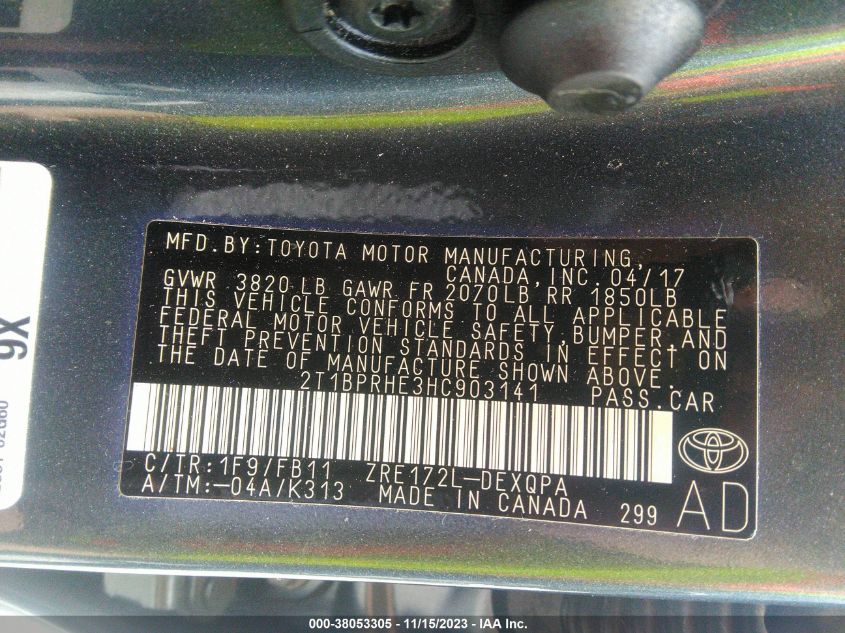 MFD. BY: TOYOTA MOTOR MANUFACTURING,
CANADA, INC. 04/17
GVWR 3820 LB GAWR FR 2070LB RR 1850LB
THIS VEHICLE CONFORMS TO ALL APPLICABLE
FEDERAL MOTOR VEHICLE SAFETY, BUMPER, AND
THEFT PREVENTION STANDARDS IN EFFECT ON
THE DATE OF MANUFACTURE SHOWN ABOVE.
2T1BPRHE3HC903141 PASS. CAR
C/TR: 1F9/FB11 ZRE172L-DEXQPA
A/TM: -04A/K313 MADE IN CANADA 299 AD
9X
000-38053305 - 11/15/2023 - IAA Inc.